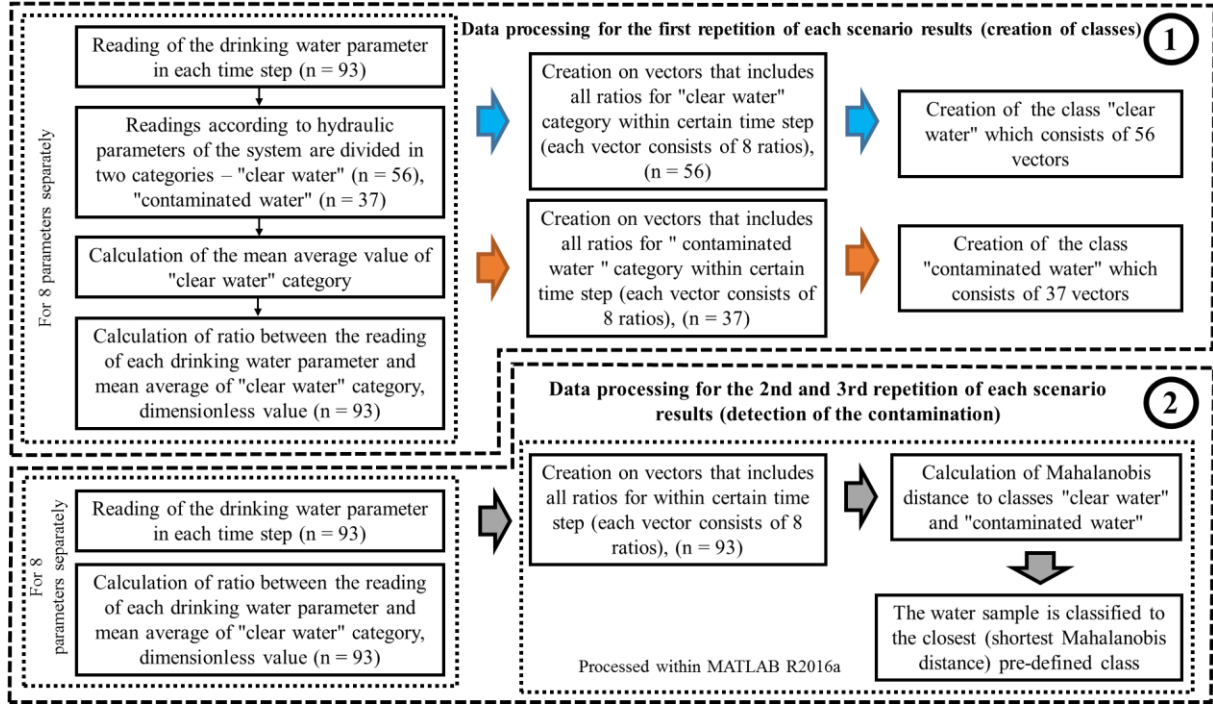 Data processing for the first repetition of each scenario results (creation of classes)
1
For 8 parameters separately
Reading of the drinking water parameter
in each time step (n = 93)
Readings according to hydraulic
parameters of the system are divided in
two categories – "clear water" (n = 56),
"contaminated water" (n = 37)
Calculation of the mean average value of
"clear water" category
Calculation of ratio between the reading
of each drinking water parameter and
mean average of "clear water" category,
dimensionless value (n = 93)
Creation on vectors that includes
all ratios for "clear water"
category within certain time step
(each vector consists of 8 ratios),
(n = 56)
Creation of the class "clear
water" which consists of 56
vectors
Creation on vectors that includes
all ratios for " contaminated
water " category within certain
time step (each vector consists of
8 ratios), (n = 37)
Creation of the class
"contaminated water" which
consists of 37 vectors
Data processing for the 2nd and 3rd repetition of each scenario
results (detection of the contamination)
2
For 8
parameters separately
Reading of the drinking water parameter
in each time step (n = 93)
Calculation of ratio between the reading
of each drinking water parameter and
mean average of "clear water" category,
dimensionless value (n = 93)
Creation on vectors that includes
all ratios for within certain time
step (each vector consists of 8
ratios), (n = 93)
Calculation of Mahalanobis
distance to classes "clear water"
and "contaminated water"
The water sample is classified to
the closest (shortest Mahalanobis
distance) pre-defined class
Processed within MATLAB R2016a